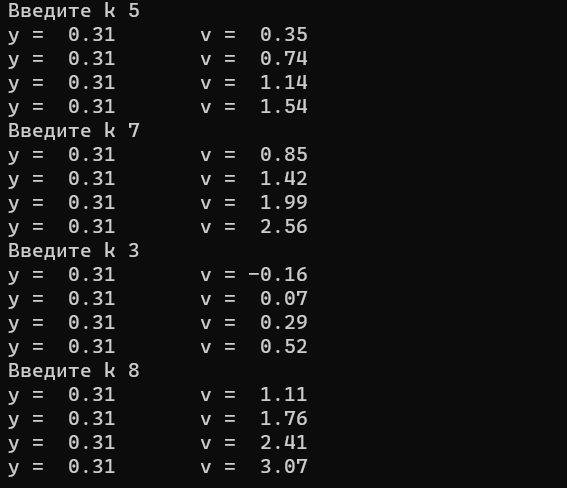 Введите k 5
y =  0.31       v =  0.35
y =  0.31       v =  0.74
y =  0.31       v =  1.14
y =  0.31       v =  1.54
Введите k 7
y =  0.31       v =  0.85
y =  0.31       v =  1.42
y =  0.31       v =  1.99
y =  0.31       v =  2.56
Введите k 3
y =  0.31       v = -0.16
y =  0.31       v =  0.07
y =  0.31       v =  0.29
y =  0.31       v =  0.52
Введите k 8
y =  0.31       v =  1.11
y =  0.31       v =  1.76
y =  0.31       v =  2.41
y =  0.31       v =  3.07